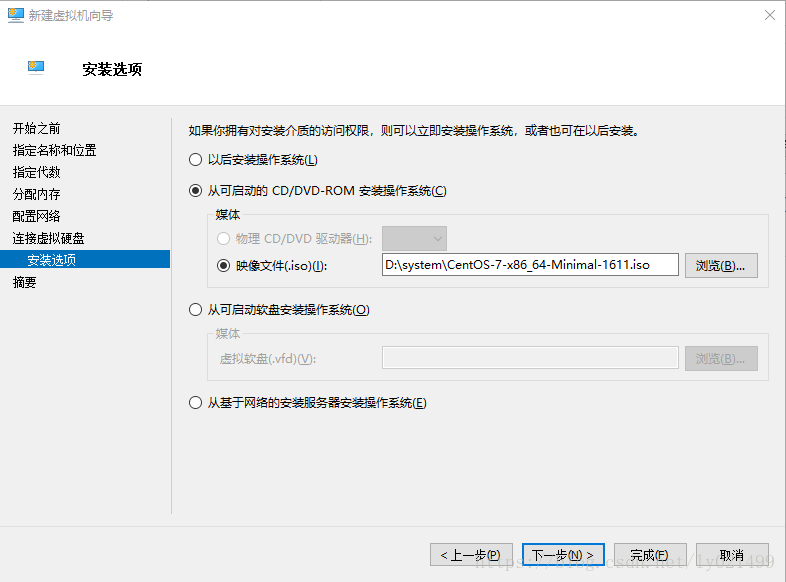 新建虚拟机向导
安装选项
开始之前
指定名称和位置
指定代数
分配内存
配置网络
连接虚拟硬盘
安装选项
摘要
如果你拥有对安装介质的访问权限，则可以立即安装操作系统，或者也可在以后安装。
以后安装操作系统(L)
从可启动的 CD/DVD-ROM 安装操作系统(C)
媒体
物理 CD/DVD 驱动器(H):
映像文件(.iso)(I): D:\system\CentOS-7-x86_64-Minimal-1611.iso 浏览(B)...
从可启动软盘安装操作系统(O)
媒体
虚拟软盘(.vfd)(V): 浏览(B)...
从基于网络的安装服务器安装操作系统(E)
< 上一步(P) 下一步(N) > 完成(F) 取消